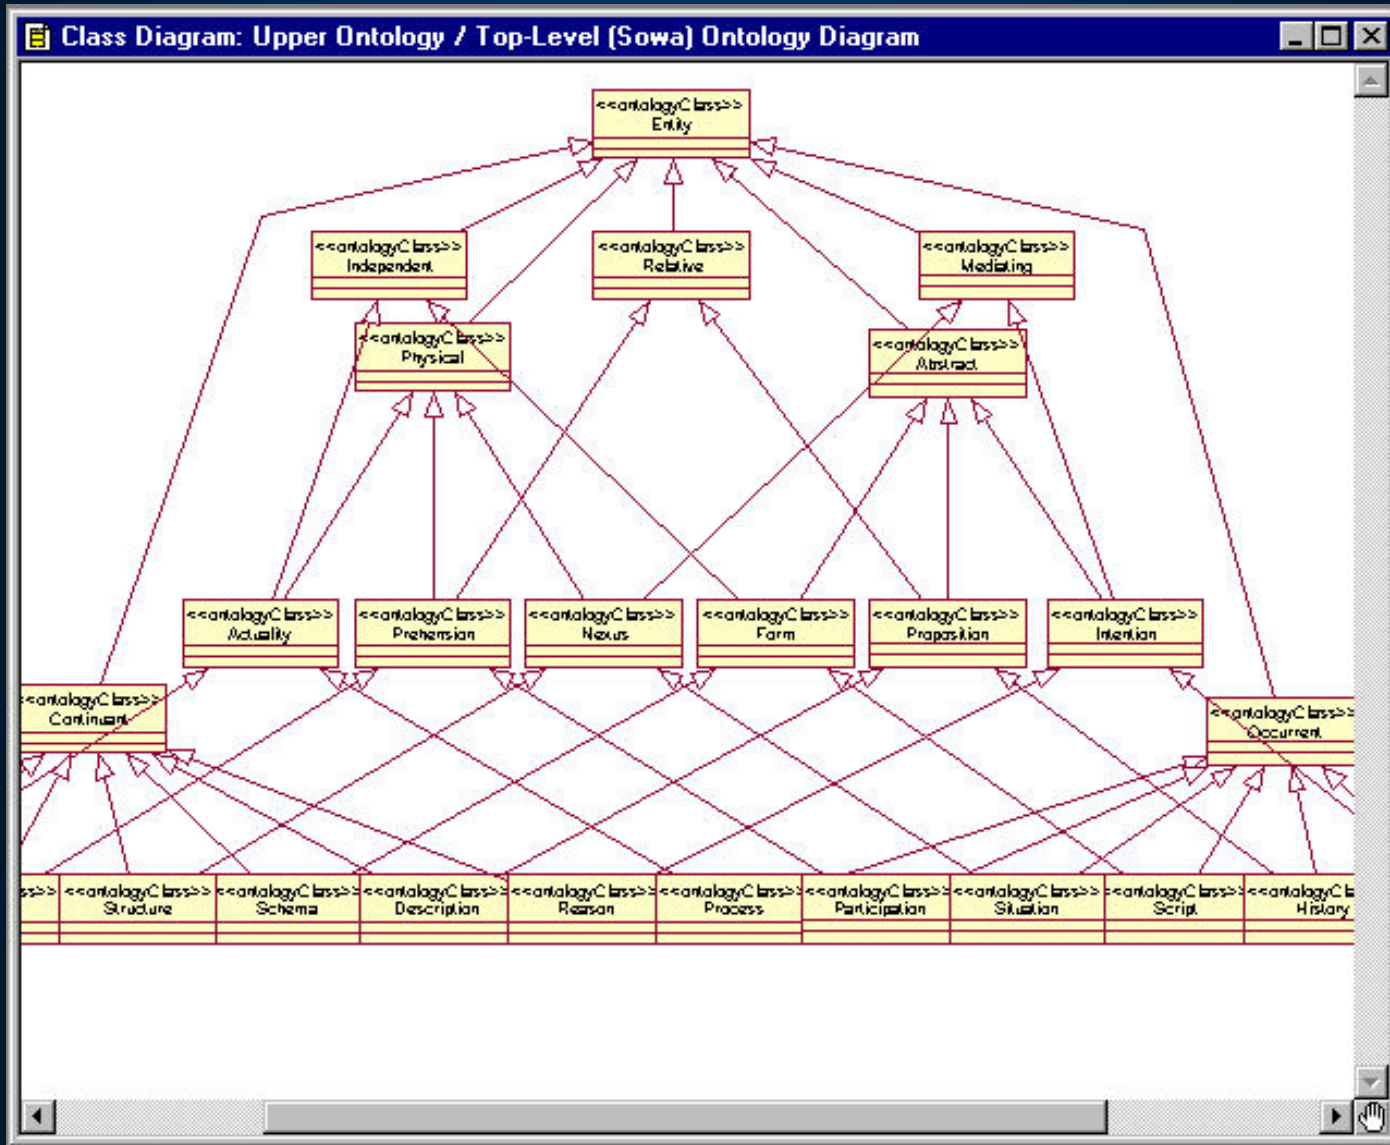 Class Diagram: Upper Ontology / Top-Level (Sowa) Ontology Diagram
<<ontologyClass>>
Entity
<<ontologyClass>>
Independent
<<ontologyClass>>
Relative
<<ontologyClass>>
Mediating
<<ontologyClass>>
Physical
<<ontologyClass>>
Abstract
<<ontologyClass>>
Actuality
<<ontologyClass>>
Prehension
<<ontologyClass>>
Nexus
<<ontologyClass>>
Form
<<ontologyClass>>
Proposition
<<ontologyClass>>
Intention
<<ontologyClass>>
Continuant
<<ontologyClass>>
Occurrent
ss>>
<<ontologyClass>>
Structure
<<ontologyClass>>
Schema
<<ontologyClass>>
Description
<<ontologyClass>>
Reason
<<ontologyClass>>
Process
<<ontologyClass>>
Participation
<<ontologyClass>>
Situation
<<ontologyClass>>
Script
<<ontologyCla
History